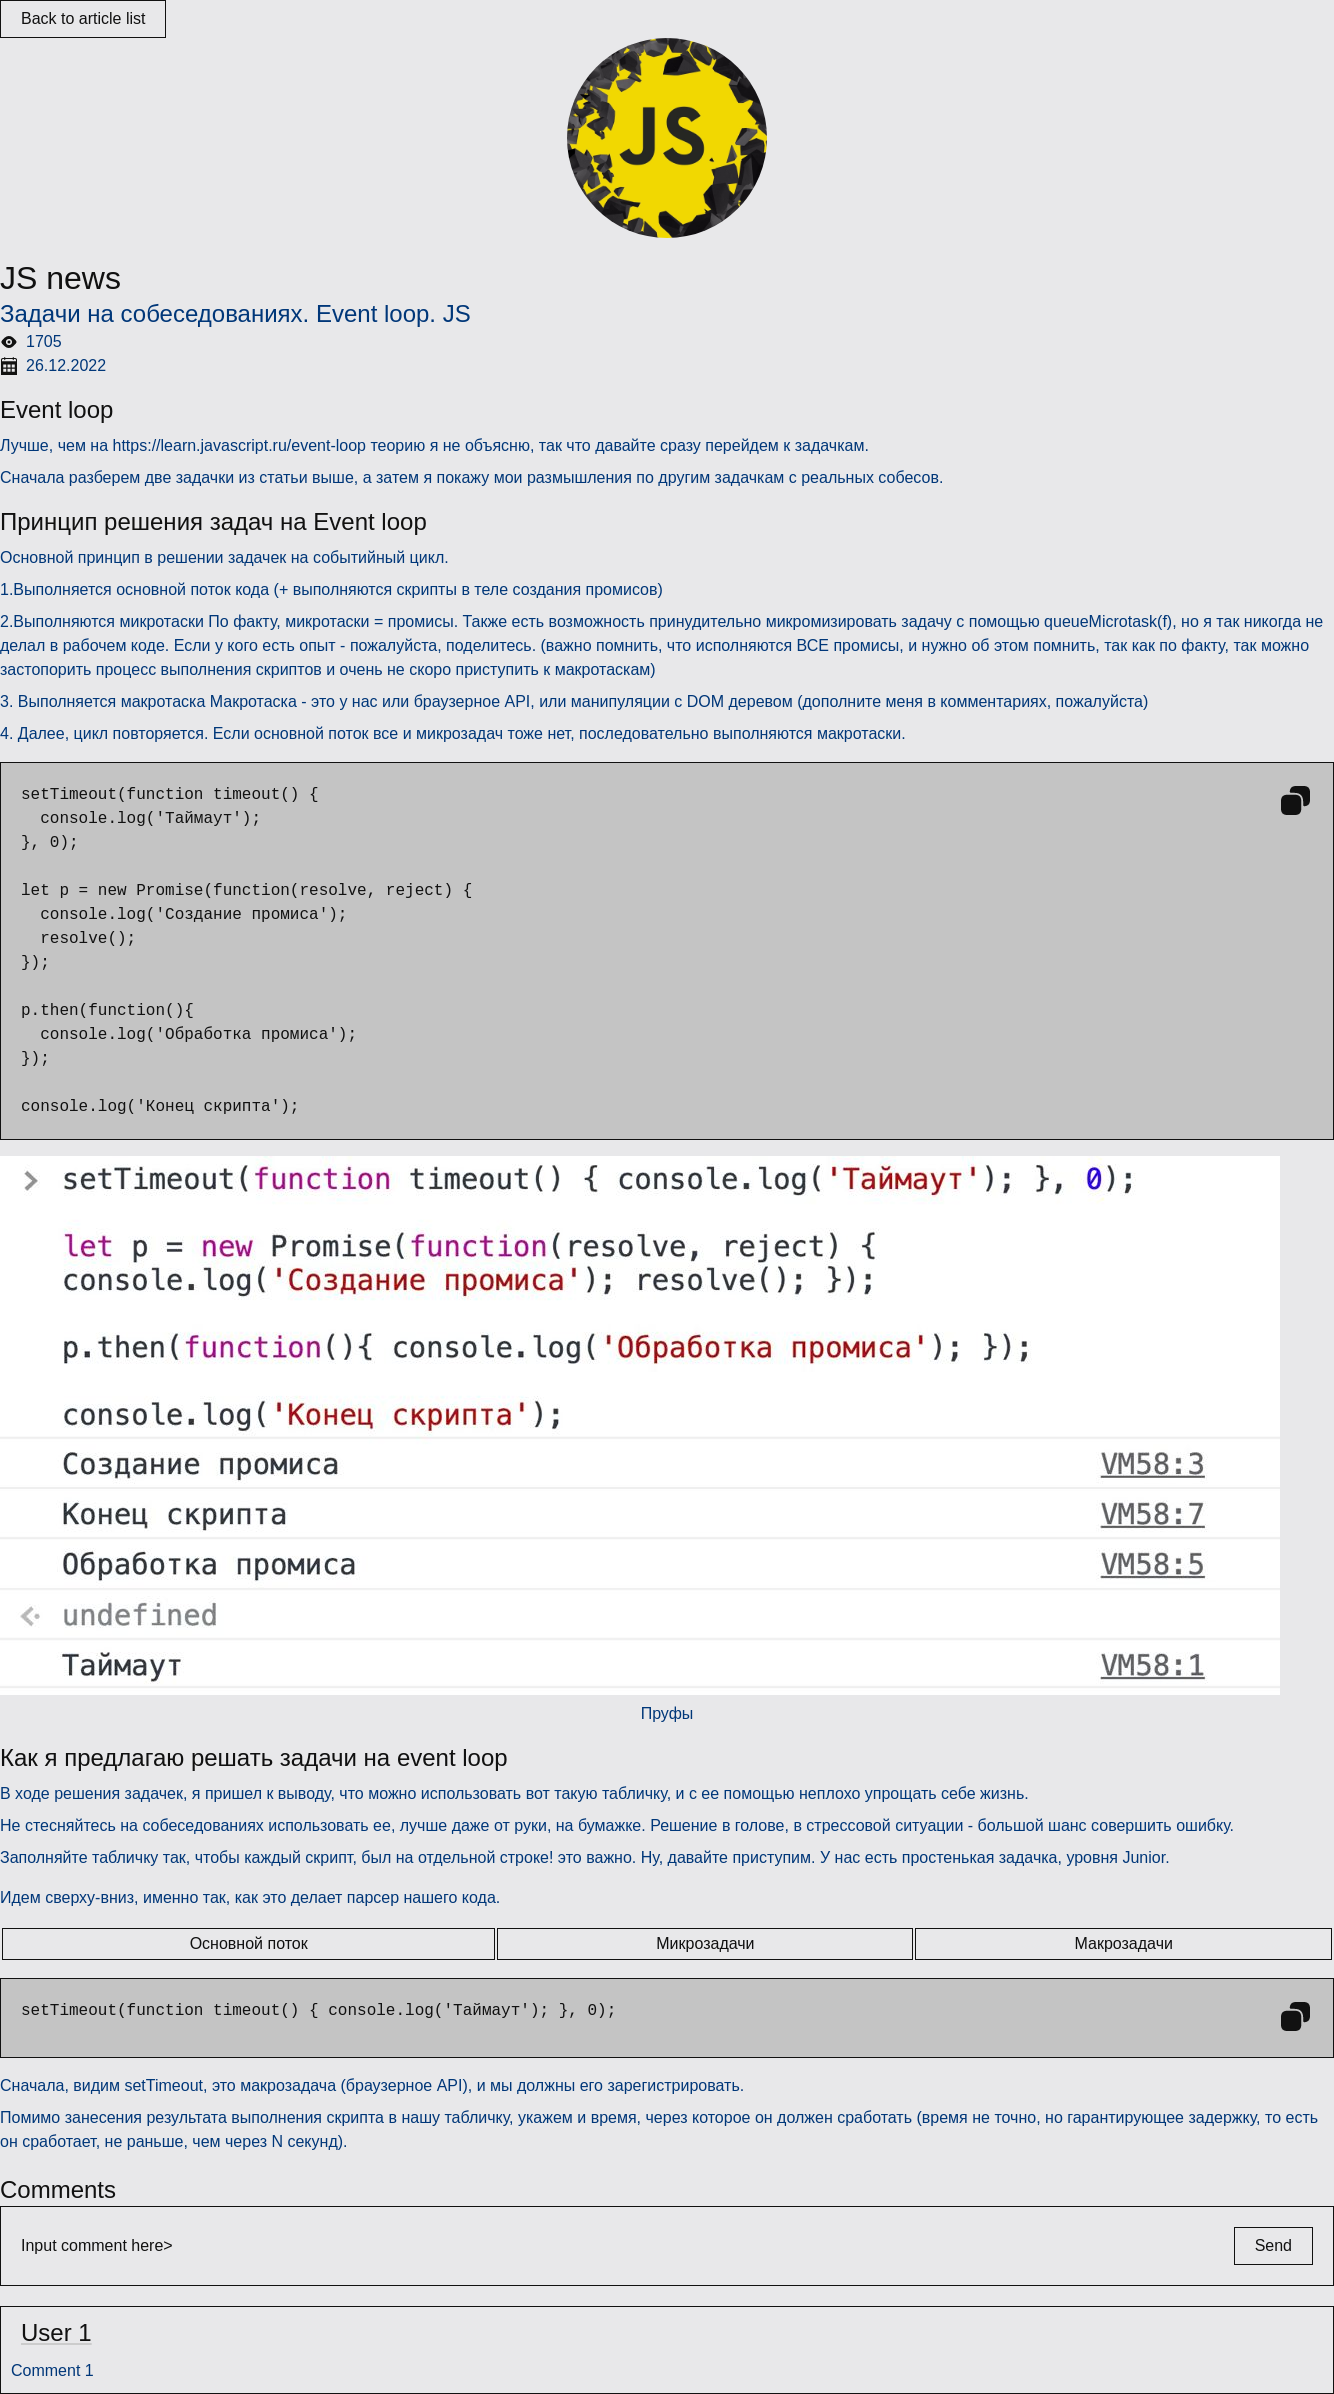 Back to article list
JS
JS news
Задачи на собеседованиях. Event loop. JS
1705
26.12.2022
Event loop
Лучше, чем на https://learn.javascript.ru/event-loop теорию я не объясню, так что давайте сразу перейдем к задачкам.
Сначала разберем две задачки из статьи выше, а затем я покажу мои размышления по другим задачкам с реальных собесов.
Принцип решения задач на Event loop
Основной принцип в решении задачек на событийный цикл.
1.Выполняется основной поток кода (+ выполняются скрипты в теле создания промисов)
2.Выполняются микротаски По факту, микротаски = промисы. Также есть возможность принудительно микромизировать задачу с помощью queueMicrotask(f), но я так никогда не
делал в рабочем коде. Если у кого есть опыт - пожалуйста, поделитесь. (важно помнить, что исполняются ВСЕ промисы, и нужно об этом помнить, так как по факту, так можно
застопорить процесс выполнения скриптов и очень не скоро приступить к макротаскам)
3. Выполняется макротаска Макротаска - это у нас или браузерное API, или манипуляции с DOM деревом (дополните меня в комментариях, пожалуйста)
4. Далее, цикл повторяется. Если основной поток все и микрозадач тоже нет, последовательно выполняются макротаски.
setTimeout(function timeout() {
  console.log('Таймаут');
}, 0);
let p = new Promise(function(resolve, reject) {
  console.log('Создание промиса');
  resolve();
});
p.then(function(){
  console.log('Обработка промиса');
});
console.log('Конец скрипта');
setTimeout(function timeout() { console.log('Таймаут'); }, 0);
let p = new Promise(function(resolve, reject) {
console.log('Создание промиса'); resolve(); });
p.then(function(){ console.log('Обработка промиса'); });
console.log('Конец скрипта');
Создание промиса VM58:3
Конец скрипта VM58:7
Обработка промиса VM58:5
undefined
Таймаут VM58:1
Пруфы
Как я предлагаю решать задачи на event loop
В ходе решения задачек, я пришел к выводу, что можно использовать вот такую табличку, и с ее помощью неплохо упрощать себе жизнь.
Не стесняйтесь на собеседованиях использовать ее, лучше даже от руки, на бумажке. Решение в голове, в стрессовой ситуации - большой шанс совершить ошибку.
Заполняйте табличку так, чтобы каждый скрипт, был на отдельной строке! это важно. Ну, давайте приступим. У нас есть простенькая задачка, уровня Junior.
Идем сверху-вниз, именно так, как это делает парсер нашего кода.
Основной поток Микрозадачи Макрозадачи
setTimeout(function timeout() { console.log('Таймаут'); }, 0);
Сначала, видим setTimeout, это макрозадача (браузерное API), и мы должны его зарегистрировать.
Помимо занесения результата выполнения скрипта в нашу табличку, укажем и время, через которое он должен сработать (время не точно, но гарантирующее задержку, то есть
он сработает, не раньше, чем через N секунд).
Comments
Input comment here> Send
User 1
Comment 1